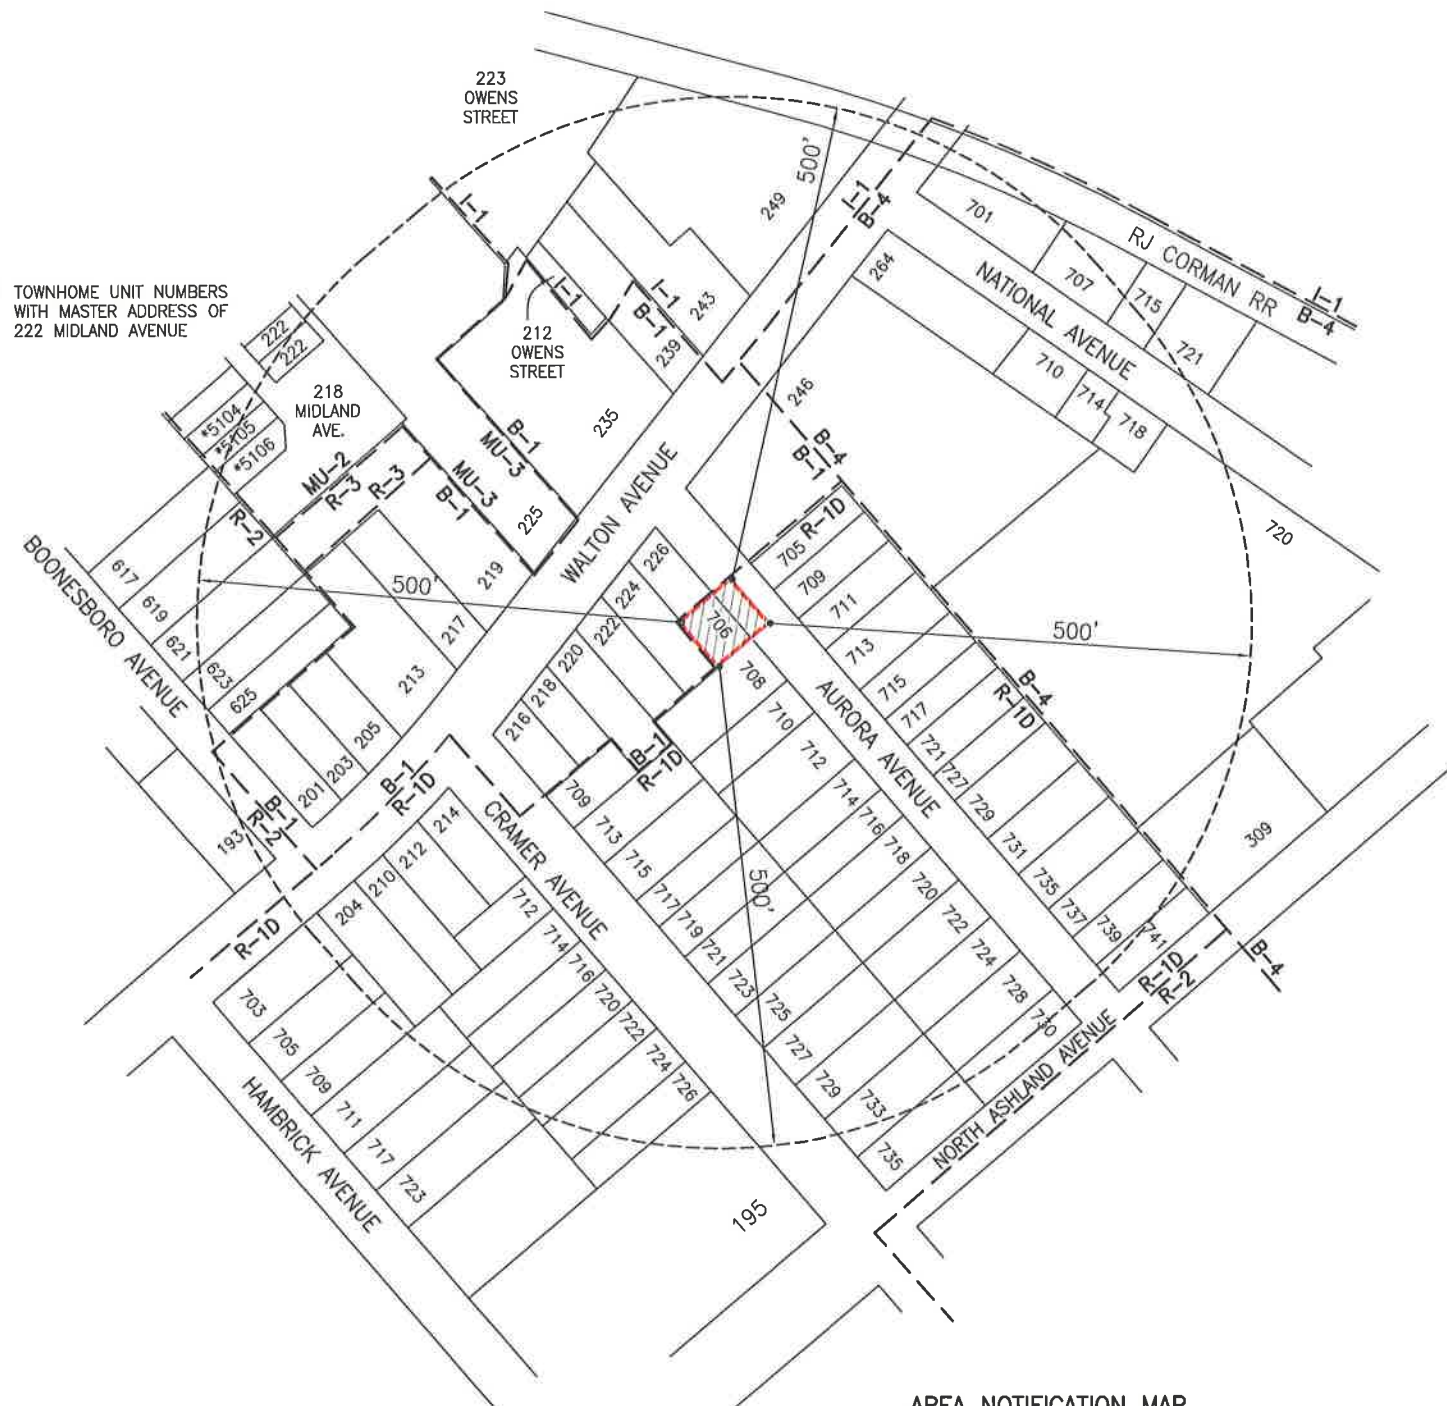 223
OWENS
STREET
500'
249
I-1
B-4
701
RJ CORMAN RR
I-1
B-4
707
715
721
NATIONAL AVENUE
264
710
714
718
720
I-1
TOWNHOME UNIT NUMBERS
WITH MASTER ADDRESS OF
222 MIDLAND AVENUE
222
222
218
MIDLAND
AVE.
*5104
*5105
*5106
I-1
212
OWENS
STREET
I-1
B-1
243
239
235
246
B-4
B-1
MU-2
R-3
R-3
B-1
MU-3
MU-3
B-1
225
WALTON AVENUE
R-2
219
217
213
205
203
201
500'
BOONESBORO AVENUE
617
619
621
623
625
193
B-1
R-2
B-1
R-1D
R-1D
226
224
222
220
218
216
706
R-1D
705
709
711
713
715
717
721
727
729
731
735
737
739
741
500'
B-4
R-1D
B-4
R-1D
R-2
309
AURORA AVENUE
708
710
712
714
716
718
720
722
724
728
730
B-1
R-1D
500'
709
713
715
717
719
721
723
725
727
729
733
735
CRAMER AVENUE
214
212
210
204
712
714
716
720
722
724
726
703
705
709
711
717
723
HAMBRICK AVENUE
195
NORTH ASHLAND AVENUE
AREA NOTIFICATION MAP